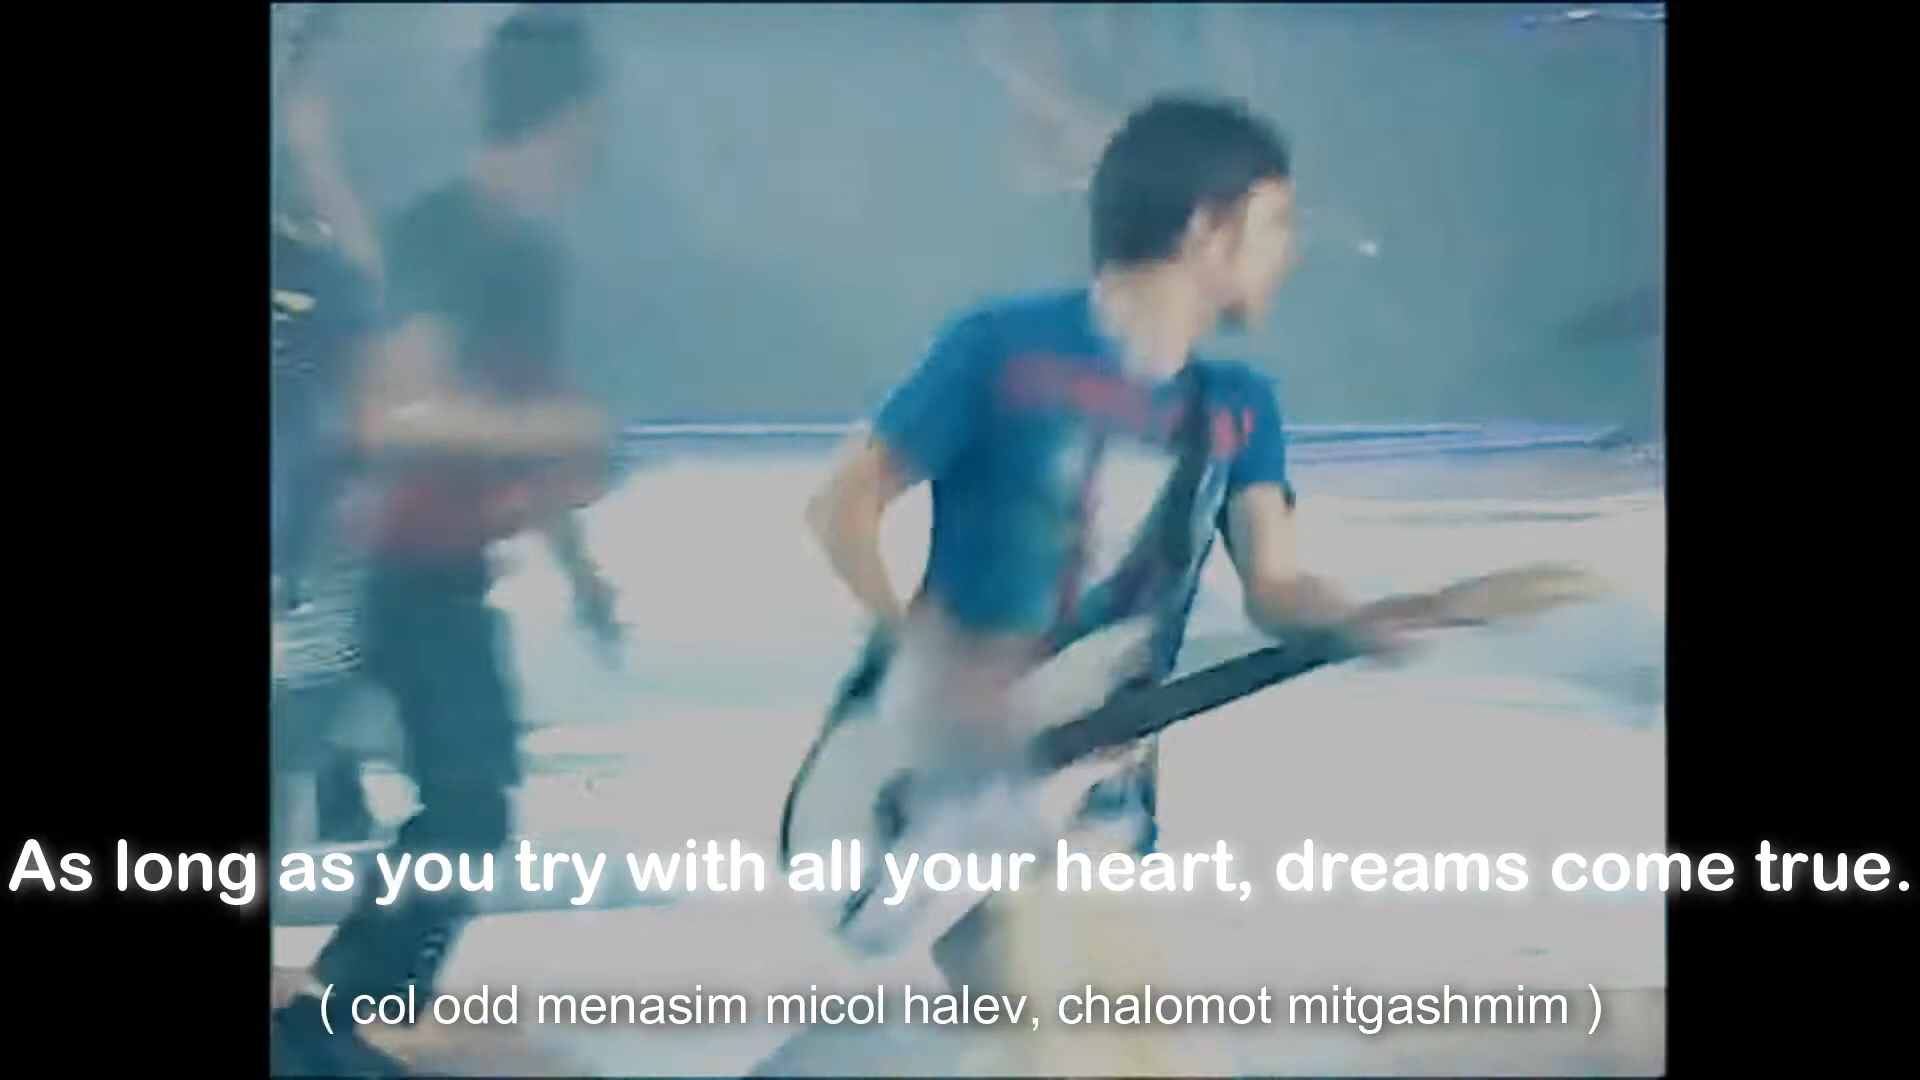 As long as you try with all your heart, dreams come true.
( col odd menasim micol halev, chalomot mitgashmim )